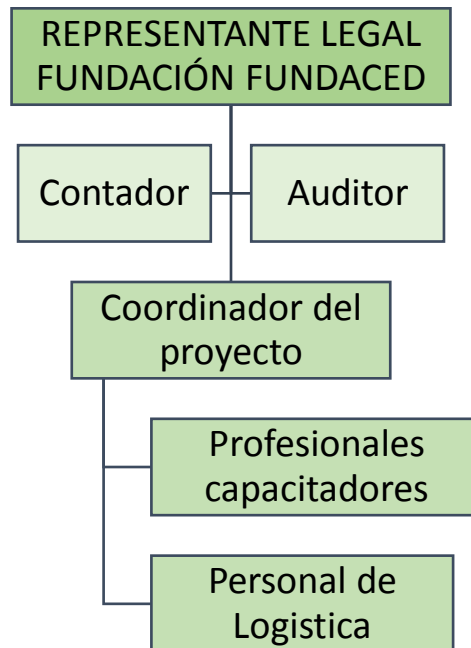 REPRESENTANTE LEGAL
FUNDACIÓN FUNDACED
Contador
Auditor
Coordinador del
proyecto
Profesionales
capacitadores
Personal de
Logistica